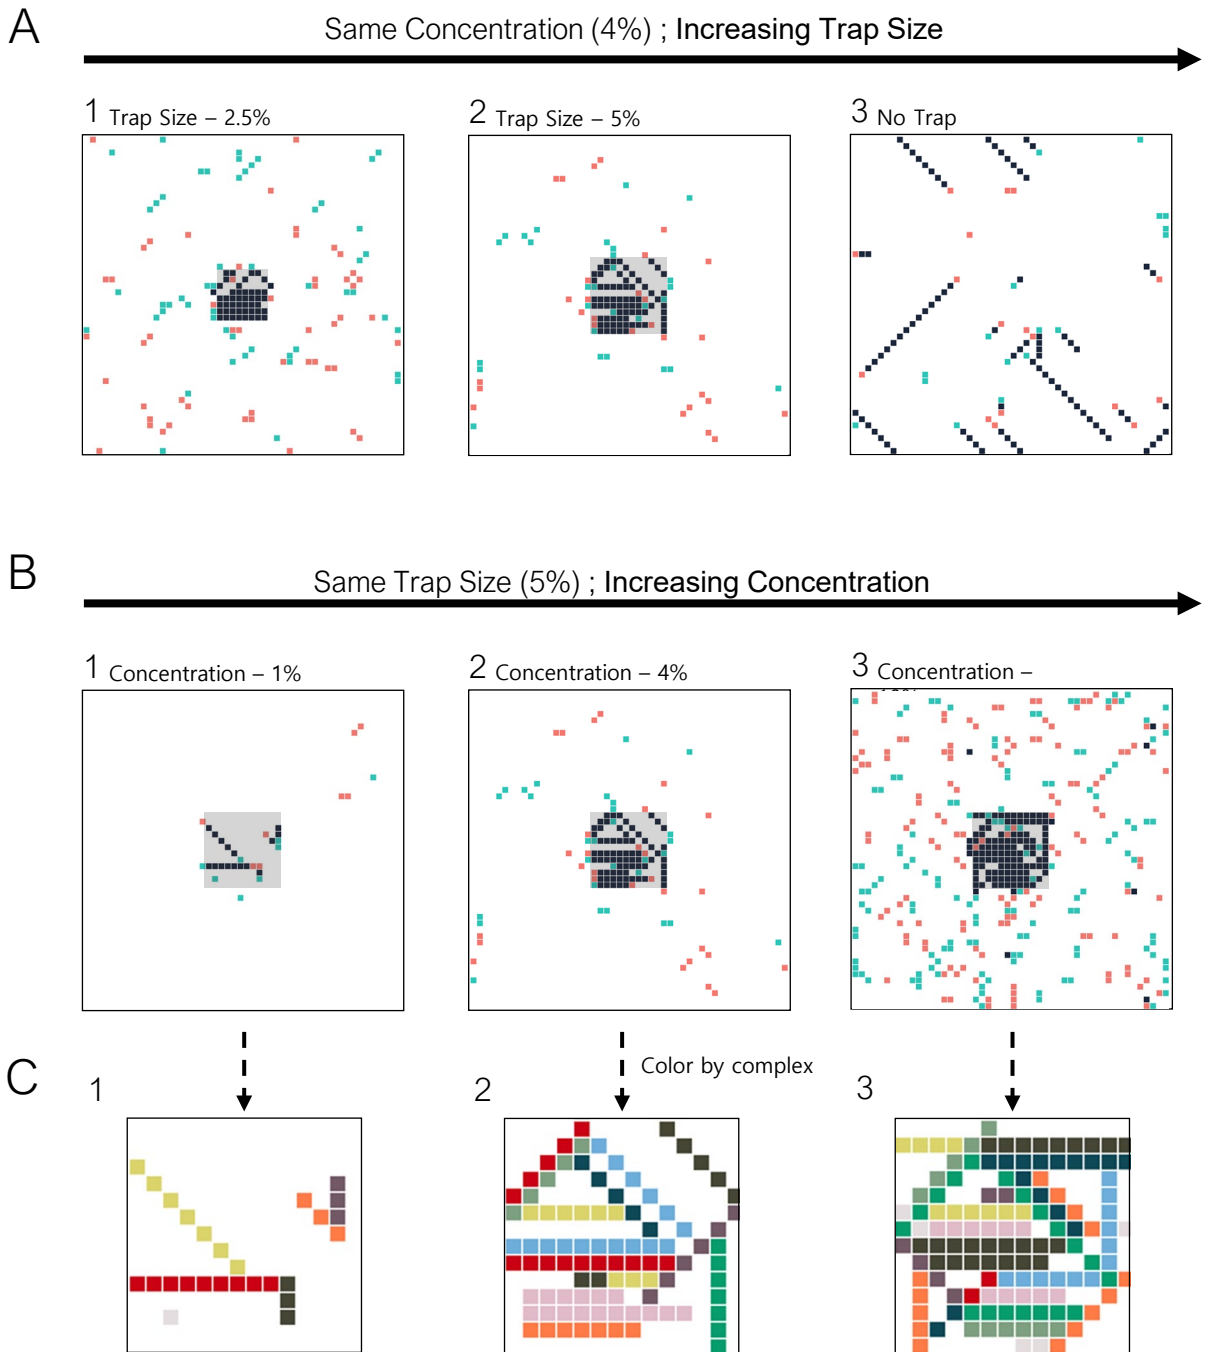 A
Same Concentration (4%) ; Increasing Trap Size
1 Trap Size – 2.5%
2 Trap Size – 5%
3 No Trap
B
Same Trap Size (5%) ; Increasing Concentration
1 Concentration – 1%
2 Concentration – 4%
3 Concentration –
C
Color by complex
1
2
3